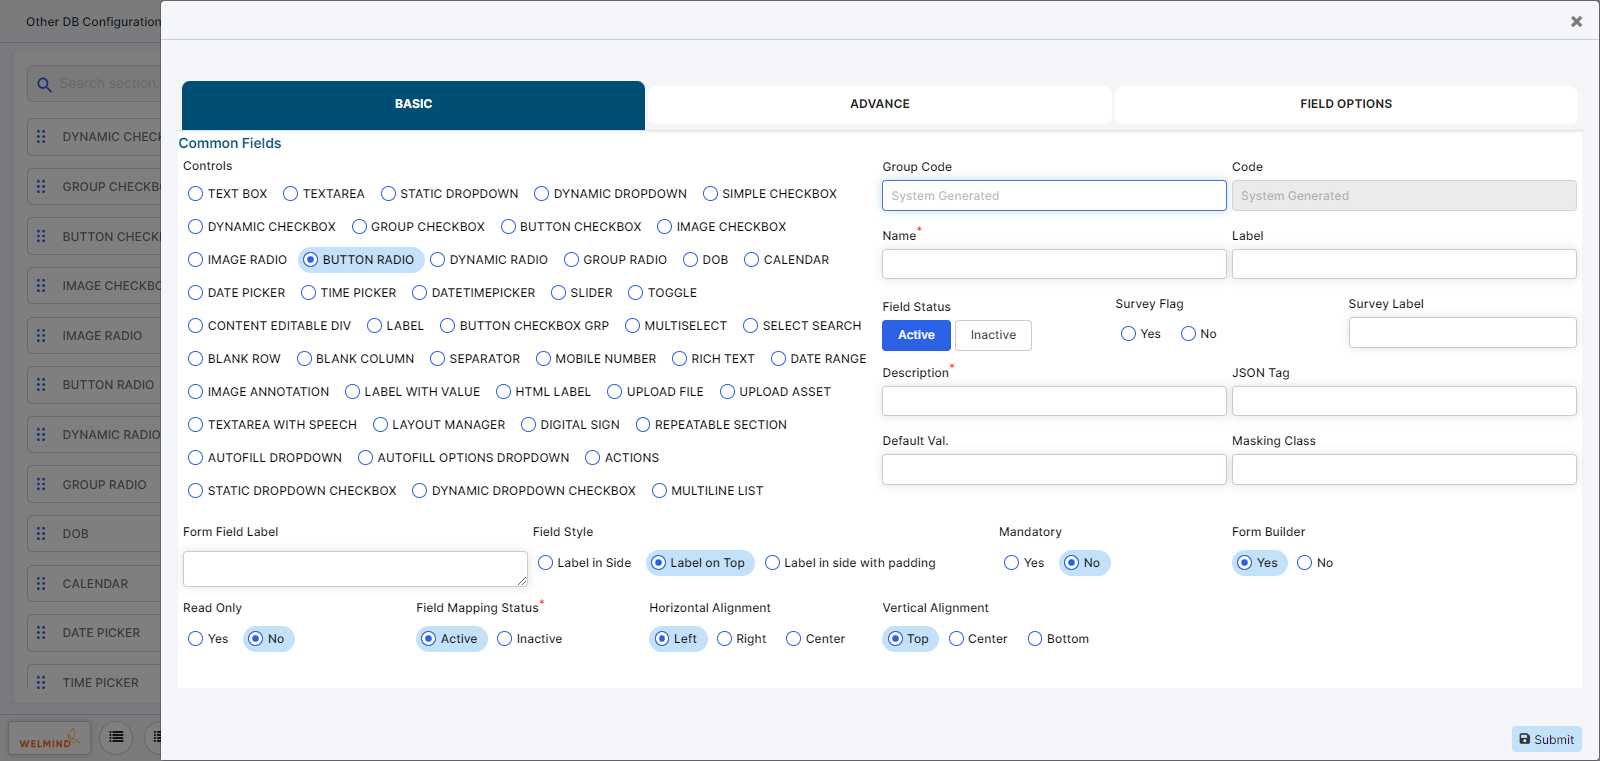 Other DB Configuration
Search section
DYNAMIC CHECK
GROUP CHECKB
BUTTON CHECK
IMAGE CHECKBO
IMAGE RADIO
BUTTON RADIO
DYNAMIC RADIO
GROUP RADIO
DOB
CALENDAR
DATE PICKER
TIME PICKER
WELMIND
BASIC ADVANCE FIELD OPTIONS
Common Fields
Controls
TEXT BOX TEXTAREA STATIC DROPDOWN DYNAMIC DROPDOWN SIMPLE CHECKBOX
DYNAMIC CHECKBOX GROUP CHECKBOX BUTTON CHECKBOX IMAGE CHECKBOX
IMAGE RADIO BUTTON RADIO DYNAMIC RADIO GROUP RADIO DOB CALENDAR
DATE PICKER TIME PICKER DATETIMEPICKER SLIDER TOGGLE
CONTENT EDITABLE DIV LABEL BUTTON CHECKBOX GRP MULTISELECT SELECT SEARCH
BLANK ROW BLANK COLUMN SEPARATOR MOBILE NUMBER RICH TEXT DATE RANGE
IMAGE ANNOTATION LABEL WITH VALUE HTML LABEL UPLOAD FILE UPLOAD ASSET
TEXTAREA WITH SPEECH LAYOUT MANAGER DIGITAL SIGN REPEATABLE SECTION
AUTOFILL DROPDOWN AUTOFILL OPTIONS DROPDOWN ACTIONS
STATIC DROPDOWN CHECKBOX DYNAMIC DROPDOWN CHECKBOX MULTILINE LIST
Group Code Code
System Generated System Generated
Name* Label
Field Status Survey Flag Survey Label
Active Inactive Yes No
Description* JSON Tag
Default Val. Masking Class
Form Field Label Field Style Mandatory Form Builder
Label in Side Label on Top Label in side with padding Yes No Yes No
Read Only Field Mapping Status* Horizontal Alignment Vertical Alignment
Yes No Active Inactive Left Right Center Top Center Bottom
Submit